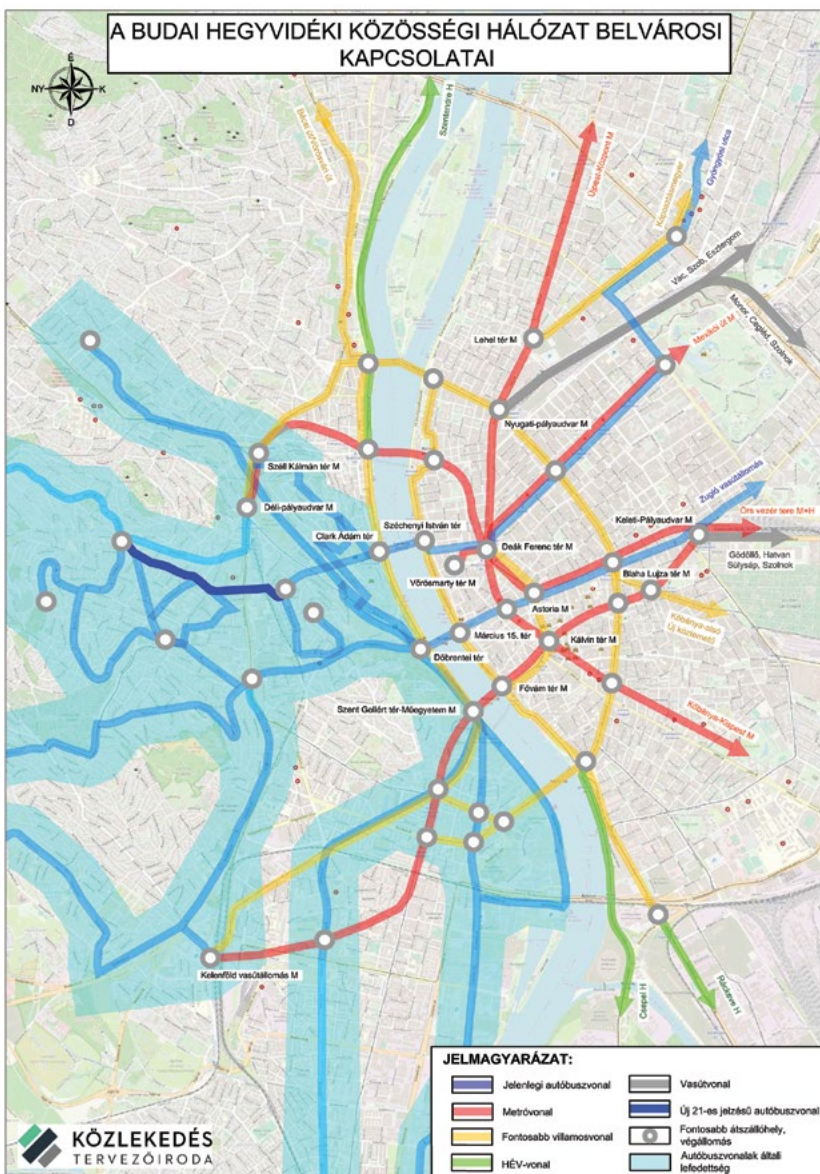 A BUDAI HEGYVIDÉKI KÖZÖSSÉGI HÁLÓZAT BELVÁROSI
KAPCSOLATAI
É
NY
K
D
Szentendre H
Újpest-Központ M
Gyöngyösi utca
Káposztásmegyer
Vác, Szob, Esztergom
Monor, Cegléd, Szolnok
Mexikói út M
Lehel tér M
Nyugati-pályaudvar M
Széll Kálmán tér M
Déli-pályaudvar M
Zugló vasútállomás
Örs vezér tere M+H
Keleti-Pályaudvar M
Gödöllő, Hatvan
Sülysáp, Szolnok
Széchenyi István tér
Clark Ádám tér
Deák Ferenc tér M
Vörösmarty tér M
Blaha Lujza tér M
Astoria M
Kőbánya-alsó
Új köztemető
Március 15. tér
Kálvin tér M
Döbrentei tér
Fővám tér M
Szent Gellért tér-Műegyetem M
Kőbánya-Kispest M
Kelenföld vasútállomás M
Csepel H
Ráckeve H
JELMAGYARÁZAT:
Jelenlegi autóbuszvonal
Vasútvonal
Metróvonal
Új 21-es jelzésű autóbuszvonal
Fontosabb villamosvonal
Fontosabb átszállóhely,
végállomás
HÉV-vonal
Autóbuszvonalak általi
lefedettség
KÖZLEKEDÉS
TERVEZŐIRODA